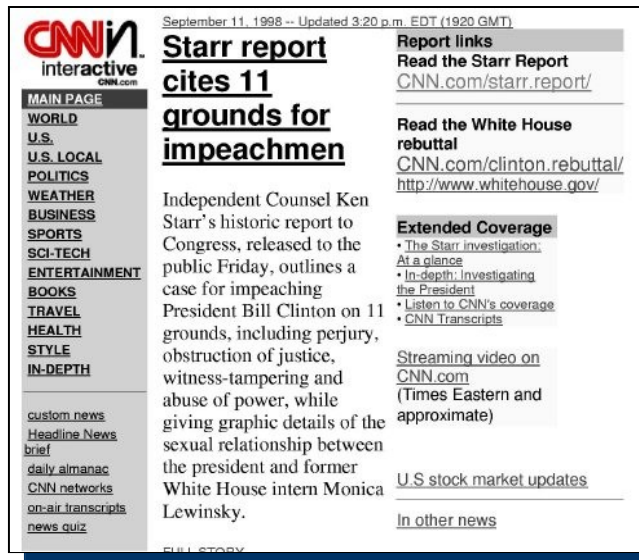 CNNin.
interactive
CNN.com
MAIN PAGE
WORLD
U.S.
U.S. LOCAL
POLITICS
WEATHER
BUSINESS
SPORTS
SCI-TECH
ENTERTAINMENT
BOOKS
TRAVEL
HEALTH
STYLE
IN-DEPTH
custom news
Headline News
brief
daily almanac
CNN networks
on-air transcripts
news quiz
September 11, 1998 -- Updated 3:20 p.m. EDT (1920 GMT)
Starr report
cites 11
grounds for
impeachmen
Independent Counsel Ken
Starr's historic report to
Congress, released to the
public Friday, outlines a
case for impeaching
President Bill Clinton on 11
grounds, including perjury,
obstruction of justice,
witness-tampering and
abuse of power, while
giving graphic details of the
sexual relationship between
the president and former
White House intern Monica
Lewinsky.
FULL STORY
Report links
Read the Starr Report
CNN.com/starr.report/
Read the White House
rebuttal
CNN.com/clinton.rebuttal/
http://www.whitehouse.gov/
Extended Coverage
• The Starr investigation:
At a glance
• In-depth: Investigating
the President
• Listen to CNN's coverage
• CNN Transcripts
Streaming video on
CNN.com
(Times Eastern and
approximate)
U.S stock market updates
In other news